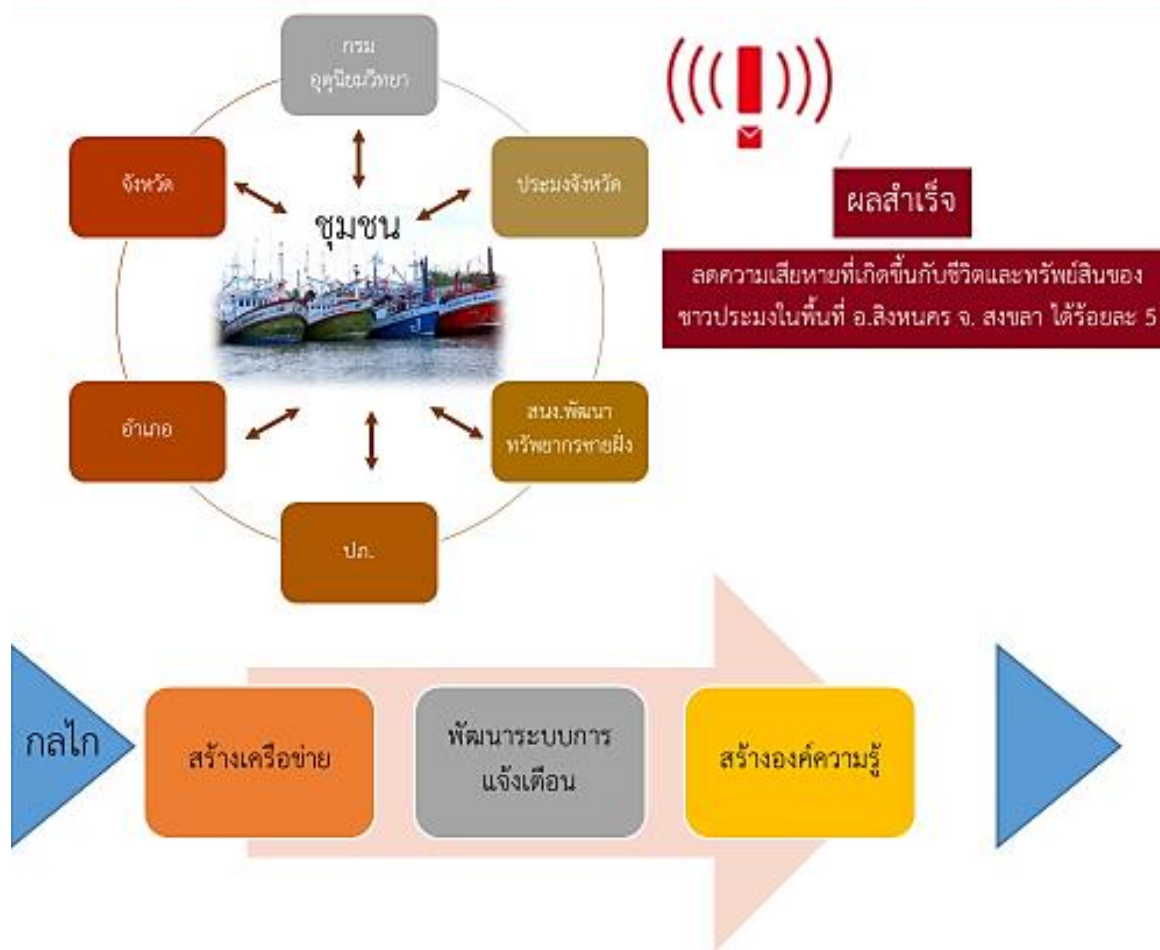 กรม
อุตุนิยมวิทยา
จังหวัด
ประมงจังหวัด
ชุมชน
อำเภอ
สนง.พัฒนา
ทรัพยากรชายฝั่ง
ปภ.
ผลสำเร็จ
ลดความเสียหายที่เกิดขึ้นกับชีวิตและทรัพย์สินของ
ชาวประมงในพื้นที่ อ.สิงหนคร จ. สงขลา ได้ร้อยละ 5
กลไก
สร้างเครือข่าย
พัฒนาระบบการ
แจ้งเตือน
สร้างองค์ความรู้